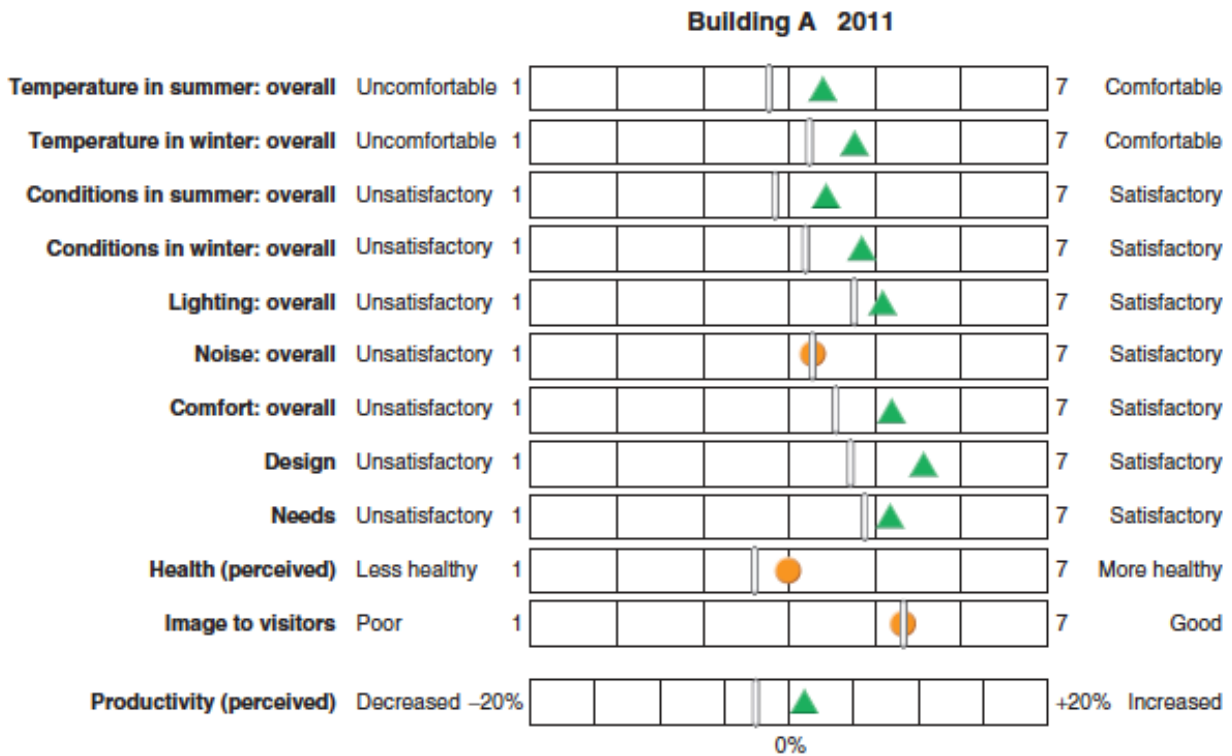 Building A 2011
Temperature in summer: overall Uncomfortable 1 7 Comfortable
Temperature in winter: overall Uncomfortable 1 7 Comfortable
Conditions in summer: overall Unsatisfactory 1 7 Satisfactory
Conditions in winter: overall Unsatisfactory 1 7 Satisfactory
Lighting: overall Unsatisfactory 1 7 Satisfactory
Noise: overall Unsatisfactory 1 7 Satisfactory
Comfort: overall Unsatisfactory 1 7 Satisfactory
Design Unsatisfactory 1 7 Satisfactory
Needs Unsatisfactory 1 7 Satisfactory
Health (perceived) Less healthy 1 7 More healthy
Image to visitors Poor 1 7 Good
Productivity (perceived) Decreased −20% +20% Increased
0%